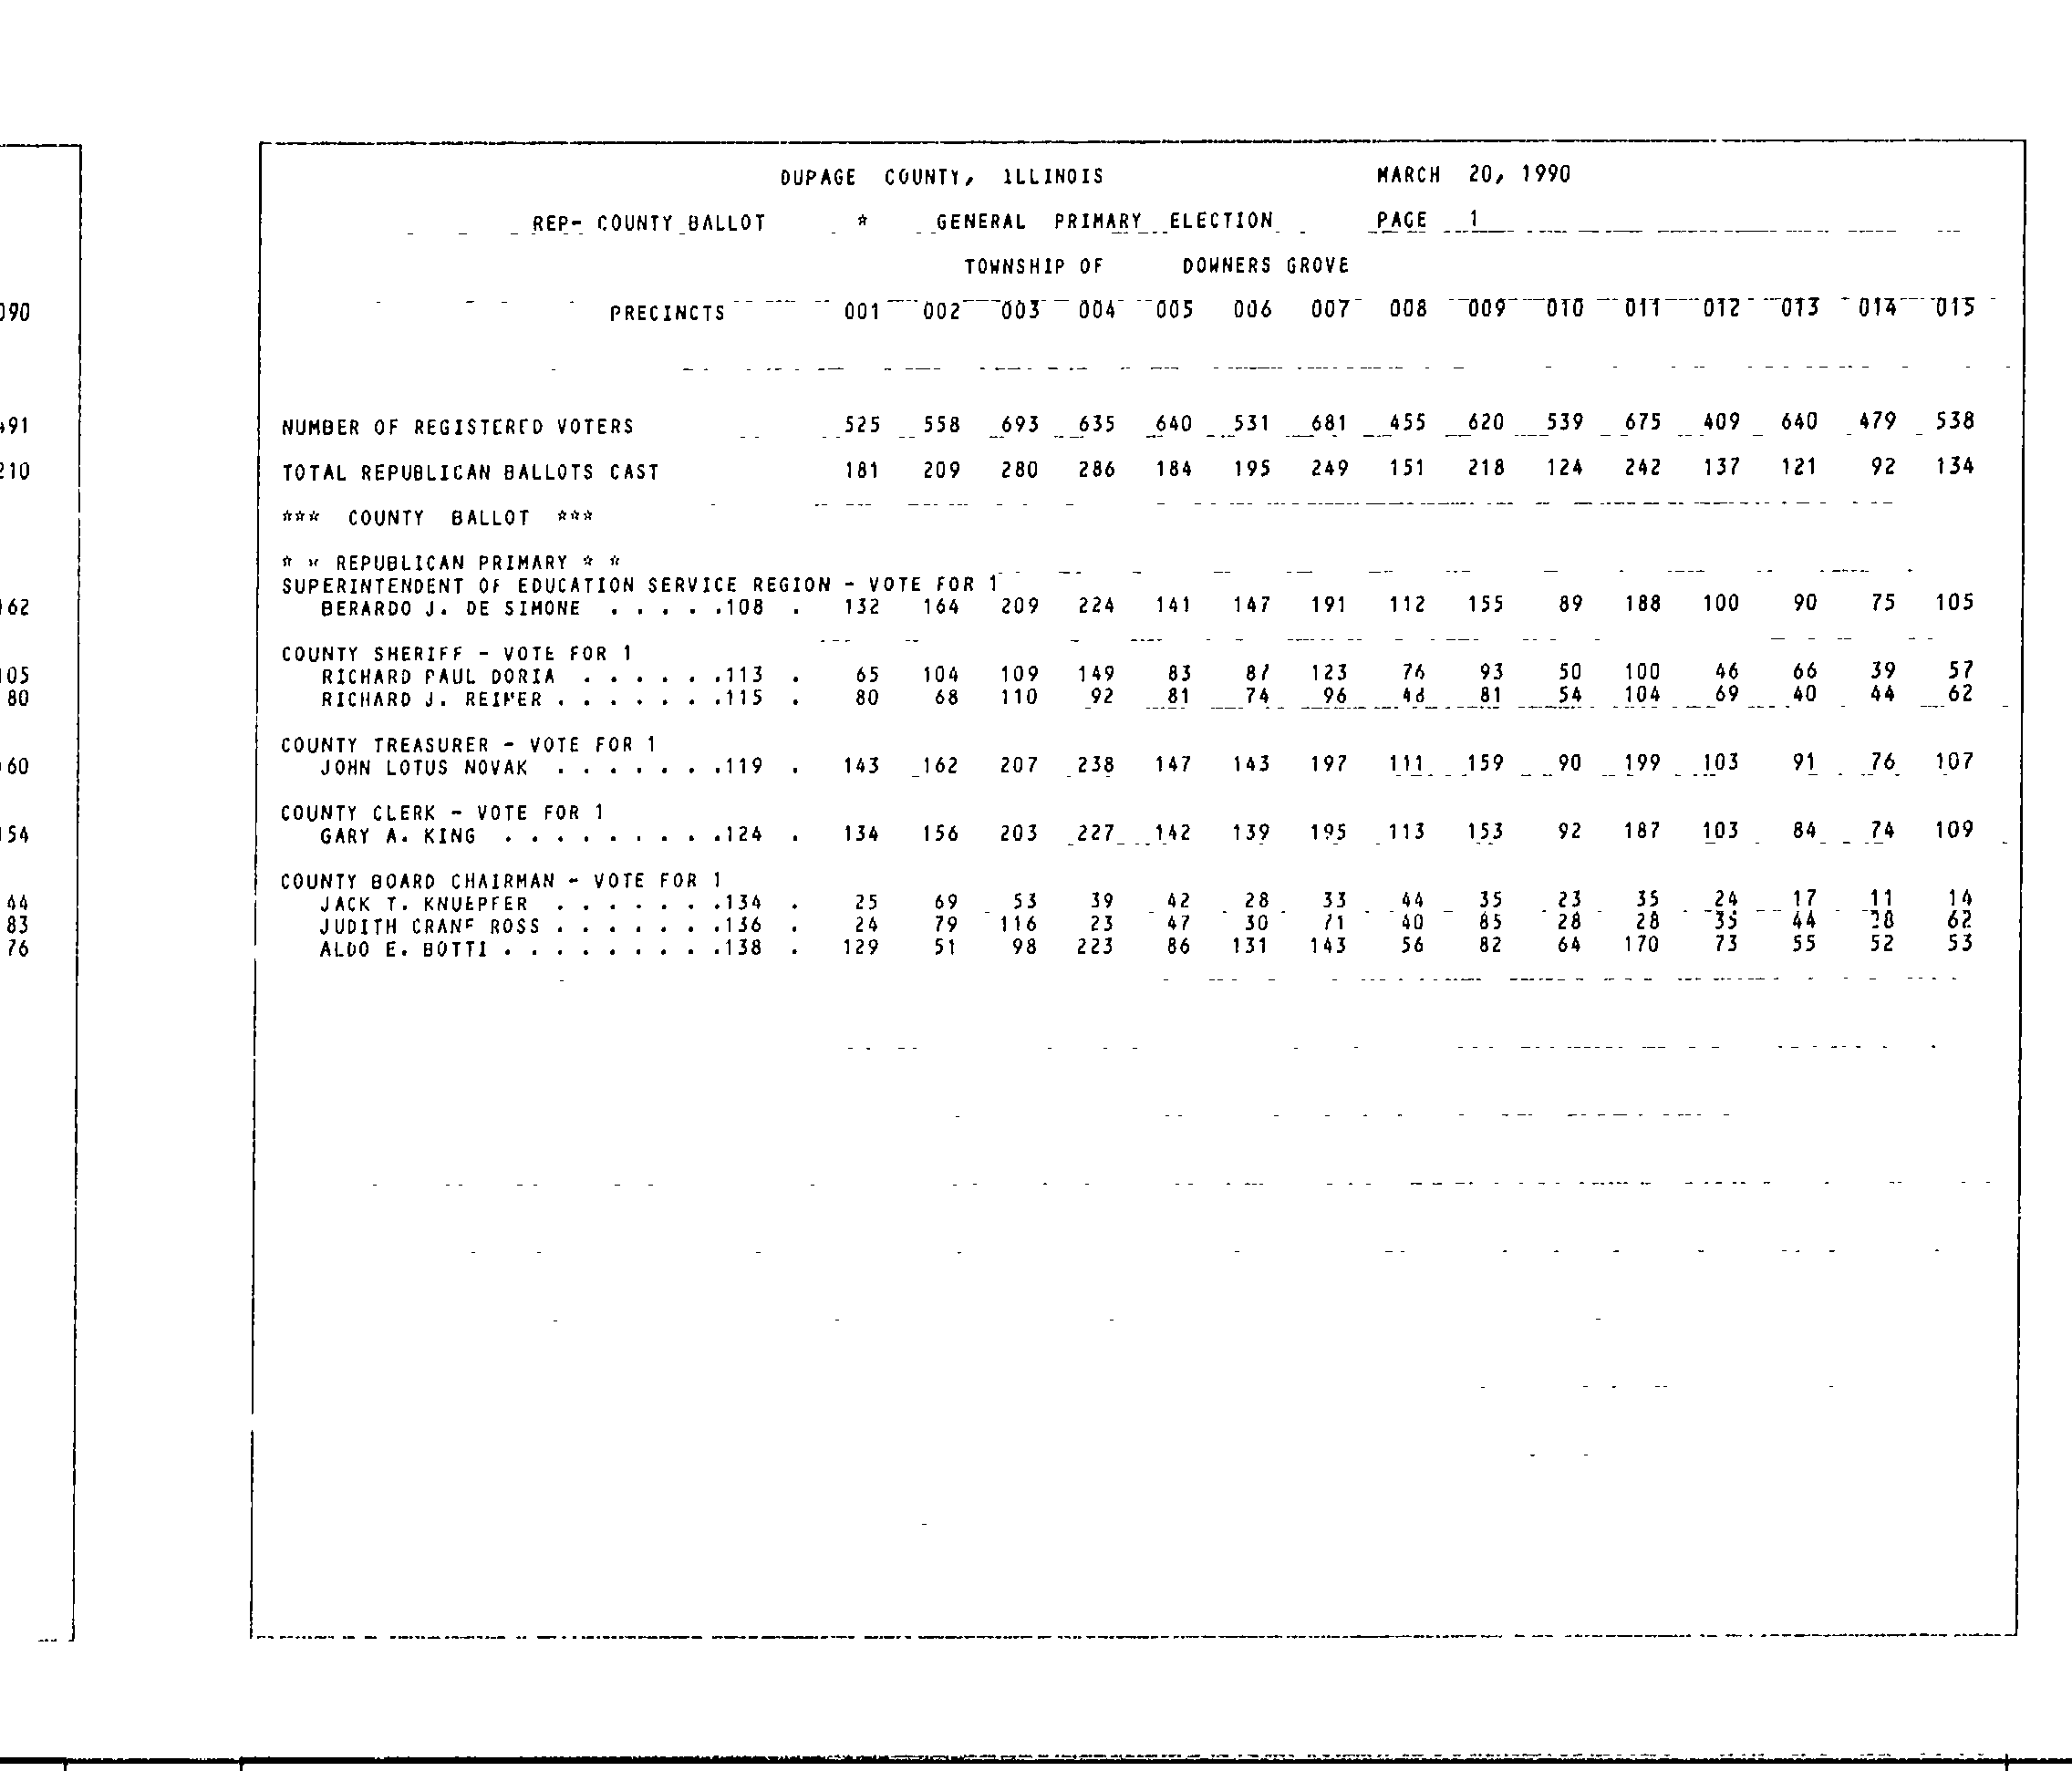 DUPAGE COUNTY, ILLINOIS MARCH 20, 1990
REP- COUNTY BALLOT * GENERAL PRIMARY ELECTION PAGE 1
TOWNSHIP OF DOWNERS GROVE
090 PRECINCTS 001 002 003 004 005 006 007 008 009 010 011 012 013 014 015
491 NUMBER OF REGISTERED VOTERS 525 558 693 635 640 531 681 455 620 539 675 409 640 479 538
210 TOTAL REPUBLICAN BALLOTS CAST 181 209 280 286 184 195 249 151 218 124 242 137 121 92 134
*** COUNTY BALLOT ***
* * REPUBLICAN PRIMARY * *
SUPERINTENDENT OF EDUCATION SERVICE REGION - VOTE FOR 1
162 BERARDO J. DE SIMONE . . . . .108 . 132 164 209 224 141 147 191 112 155 89 188 100 90 75 105
COUNTY SHERIFF - VOTE FOR 1
105 RICHARD PAUL DORIA . . . . . .113 . 65 104 109 149 83 87 123 76 93 50 100 46 66 39 57
80 RICHARD J. REIMER . . . . . . .115 . 80 68 110 92 81 74 96 48 81 54 104 69 40 44 62
COUNTY TREASURER - VOTE FOR 1
160 JOHN LOTUS NOVAK . . . . . . .119 . 143 162 207 238 147 143 197 111 159 90 199 103 91 76 107
COUNTY CLERK - VOTE FOR 1
154 GARY A. KING . . . . . . . . .124 . 134 156 203 227 142 139 195 113 153 92 187 103 84 74 109
COUNTY BOARD CHAIRMAN - VOTE FOR 1
44 JACK T. KNUEPFER . . . . . . .134 . 25 69 53 39 42 28 33 44 35 23 35 24 17 11 14
83 JUDITH CRANE ROSS . . . . . . .136 . 24 79 116 23 47 30 71 40 85 28 28 35 44 28 62
76 ALDO E. BOTTI . . . . . . . . .138 . 129 51 98 223 86 131 143 56 82 64 170 73 55 52 53